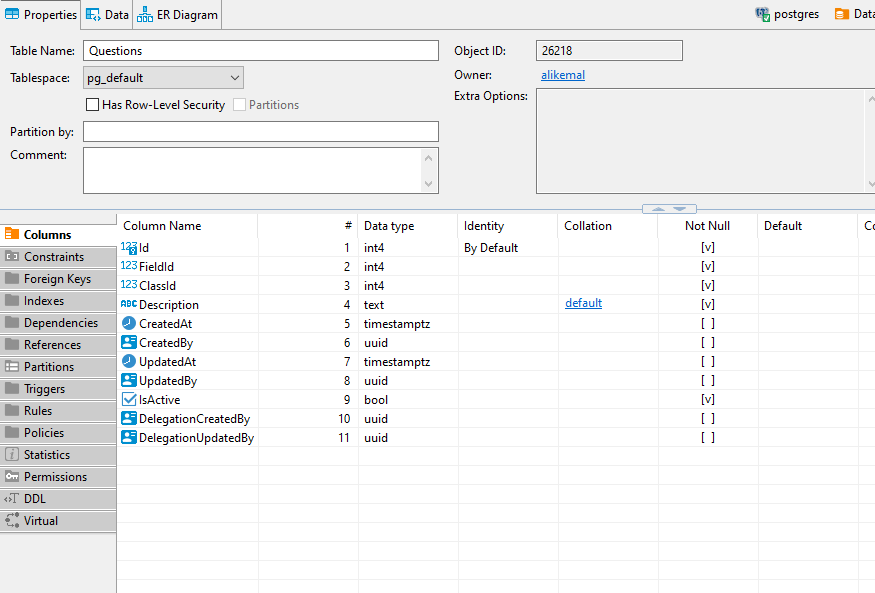 Properties Data ER Diagram postgres Data
Table Name: Questions Object ID: 26218
Tablespace: pg_default Owner: alikemal
Has Row-Level Security Partitions Extra Options:
Partition by:
Comment:
Columns
Constraints
Foreign Keys
Indexes
Dependencies
References
Partitions
Triggers
Rules
Policies
Statistics
Permissions
DDL
Virtual
Column Name # Data type Identity Collation Not Null Default Co
123 Id 1 int4 By Default [v]
123 FieldId 2 int4 [v]
123 ClassId 3 int4 [v]
ABC Description 4 text default [v]
CreatedAt 5 timestamptz [ ]
CreatedBy 6 uuid [ ]
UpdatedAt 7 timestamptz [ ]
UpdatedBy 8 uuid [ ]
IsActive 9 bool [v]
DelegationCreatedBy 10 uuid [ ]
DelegationUpdatedBy 11 uuid [ ]